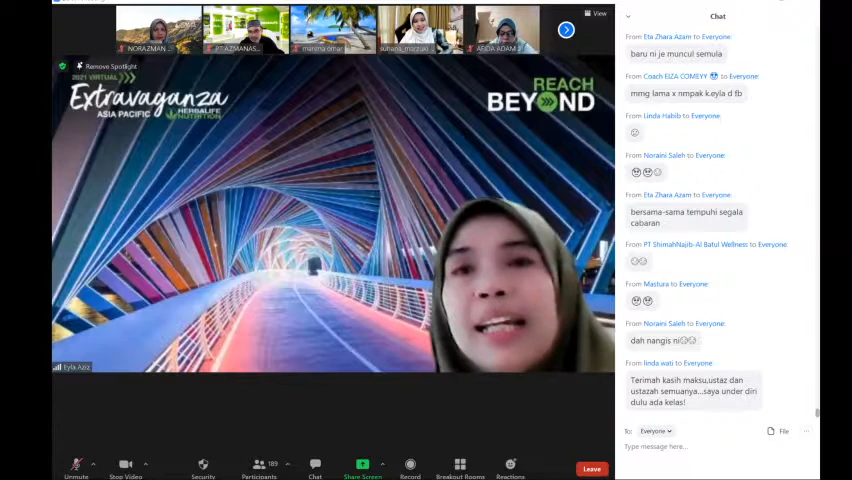 NORAZMAN
PT AZMANAS...
marina omar
suhana_marzuki
AFIDA ADAM
View
Remove Spotlight
2021 VIRTUAL
Extravaganza
ASIA PACIFIC
HERBALIFE
NUTRITION
REACH
BEYOND
Eyla Aziz
Unmute
Stop Video
Security
189
Participants
Chat
Share Screen
Record
Breakout Rooms
Reactions
Leave
Chat
From Eta Zhara Azam to Everyone:
baru ni je muncul semula
From Coach EIZA COMEYY to Everyone:
mmg lama x nmpak k.eyla d fb
From Linda Habib to Everyone:
From Noraini Saleh to Everyone:
From Eta Zhara Azam to Everyone:
bersama-sama tempuhi segala
cabaran
From PT ShimahNajib-Al Batul Wellness to Everyone:
From Mastura to Everyone:
From Noraini Saleh to Everyone:
dah nangis ni
From linda wati to Everyone:
Terimah kasih maksu,ustaz dan
ustazah semuanya...saya under diri
dulu ada kelas!
To: Everyone
File
Type message here...